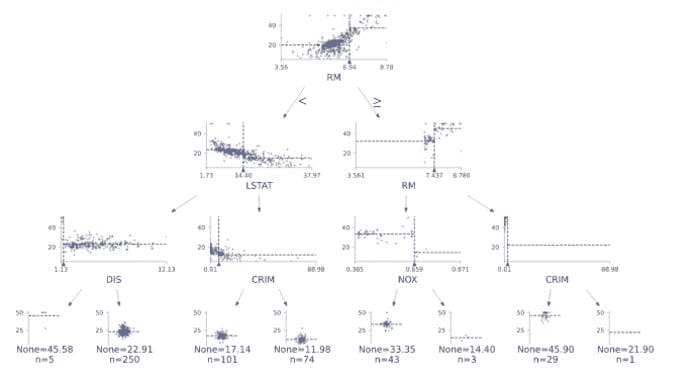 40
20
3.56 6.94 8.78
RM
< ≥
40
20
1.73 14.40 37.97
LSTAT
40
20
3.561 7.437 8.780
RM
40
20
1.13 12.13
DIS
40
20
0.01 88.98
CRIM
40
20
0.385 0.659 0.871
NOX
40
20
0.01 88.98
CRIM
50
25
None=45.58
n=5
50
25
None=22.91
n=250
50
25
None=17.14
n=101
50
25
None=11.98
n=74
50
25
None=33.35
n=43
50
25
None=14.40
n=3
50
25
None=45.90
n=29
50
25
None=21.90
n=1